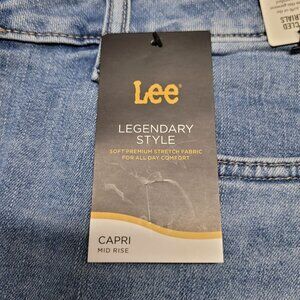 Lee
LEGENDARY
STYLE
SOFT PREMIUM STRETCH FABRIC
FOR ALL DAY COMFORT
CAPRI
MID RISE